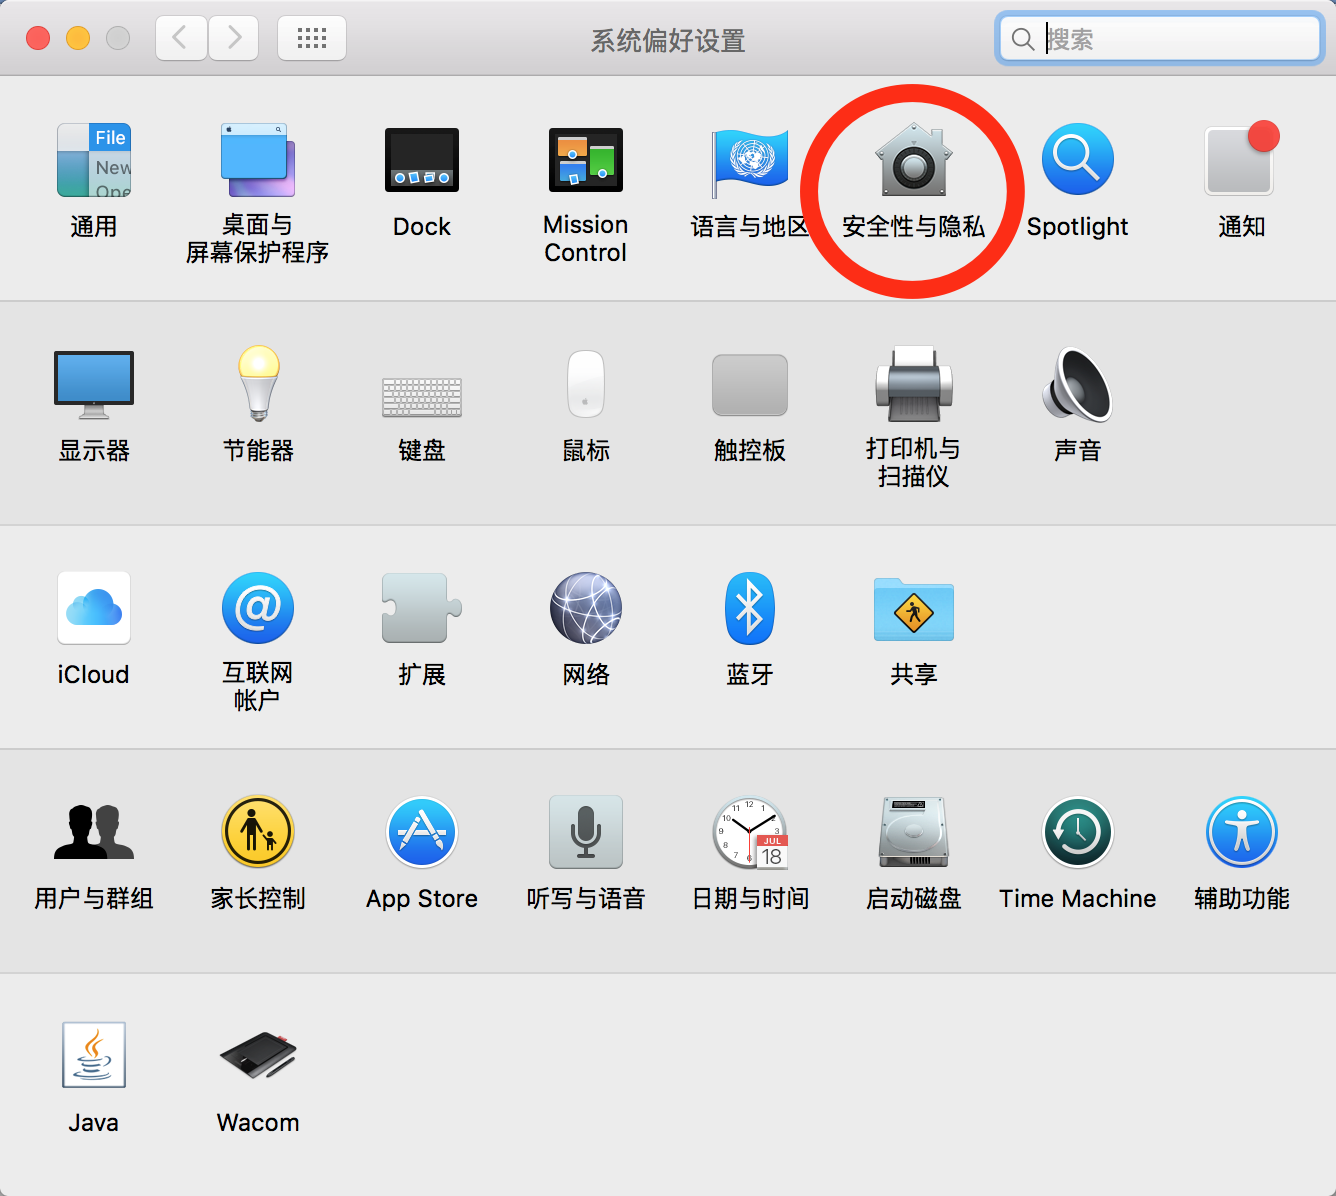 系统偏好设置
搜索
File
New
Ope
通用
桌面与
屏幕保护程序
Dock
Mission
Control
语言与地区
安全性与隐私
Spotlight
通知
显示器
节能器
键盘
鼠标
触控板
打印机与
扫描仪
声音
iCloud
@
互联网
帐户
扩展
网络
蓝牙
共享
用户与群组
家长控制
App Store
听写与语音
12
1
3
6
7
8
9
10
11
JUL
18
日期与时间
启动磁盘
Time Machine
辅助功能
Java
Wacom